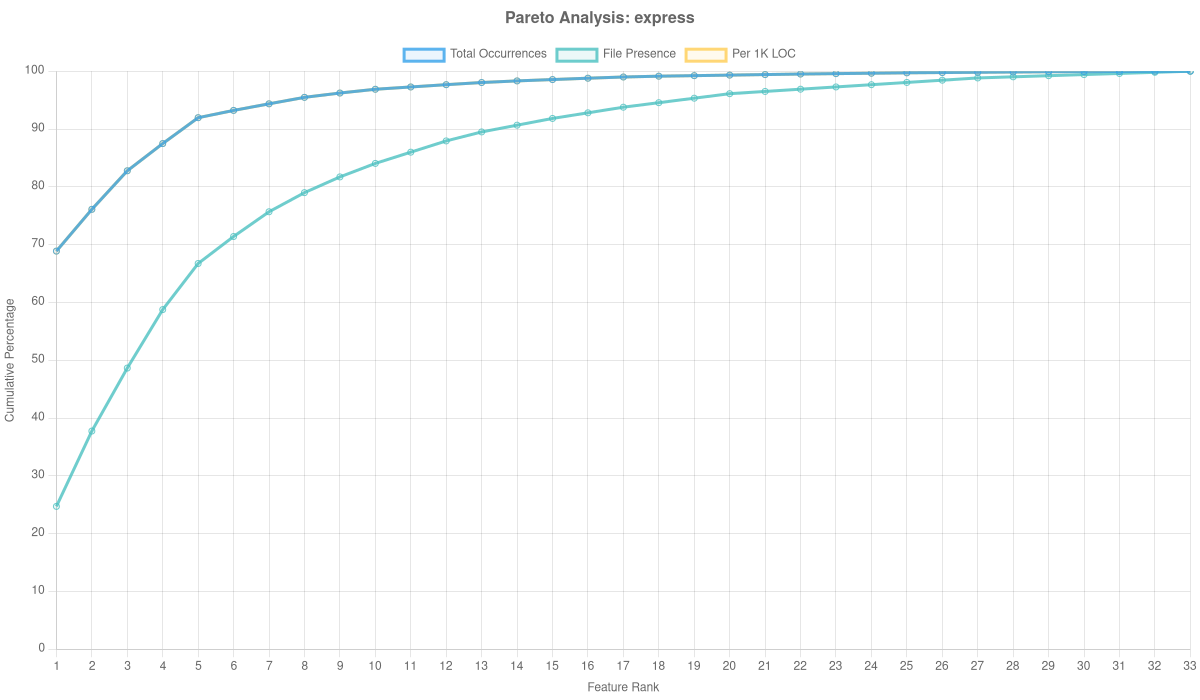 Pareto Analysis: express
Total Occurrences File Presence Per 1K LOC
100
90
80
70
60
50
40
30
20
10
0
Cumulative Percentage
1 2 3 4 5 6 7 8 9 10 11 12 13 14 15 16 17 18 19 20 21 22 23 24 25 26 27 28 29 30 31 32 33
Feature Rank